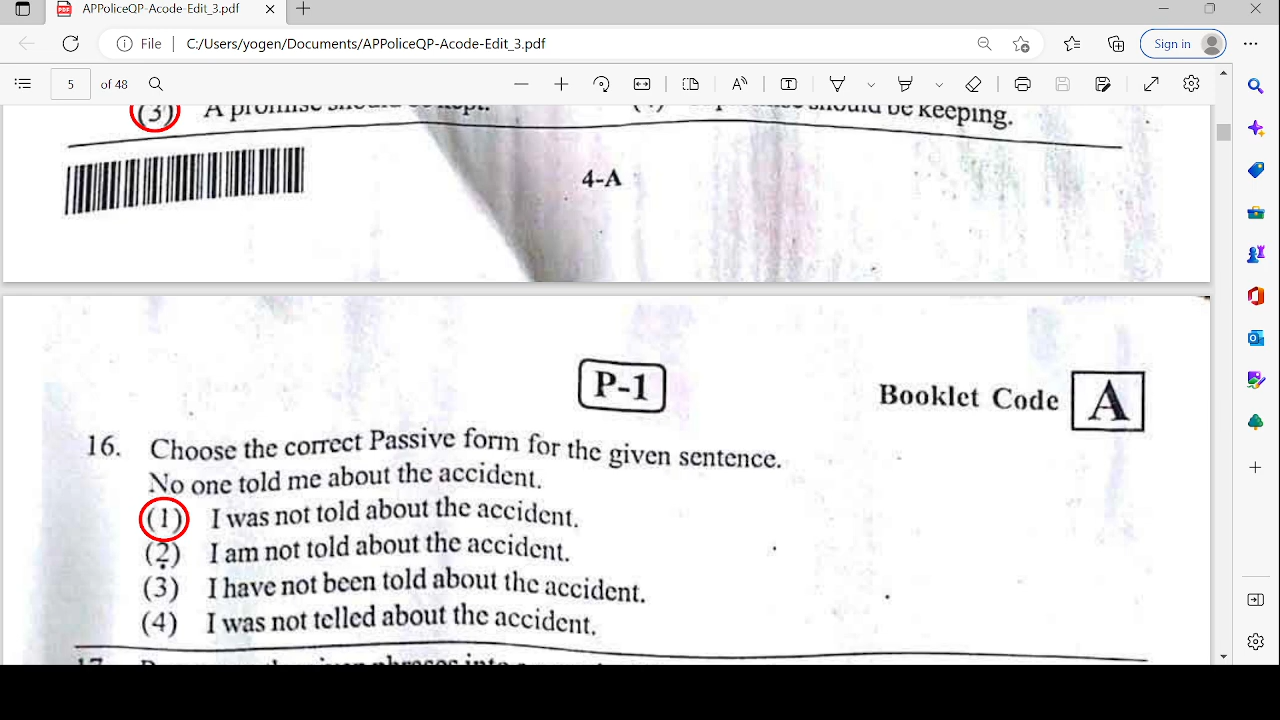 APPoliceQP-Acode-Edit_3.pdf
File | C:/Users/yogen/Documents/APPoliceQP-Acode-Edit_3.pdf
Sign in
5 of 48
(3) A promise should be kept. should be keeping.
4-A
P-1
Booklet Code A
16. Choose the correct Passive form for the given sentence.
No one told me about the accident.
(1) I was not told about the accident.
(2) I am not told about the accident.
(3) I have not been told about the accident.
(4) I was not telled about the accident.